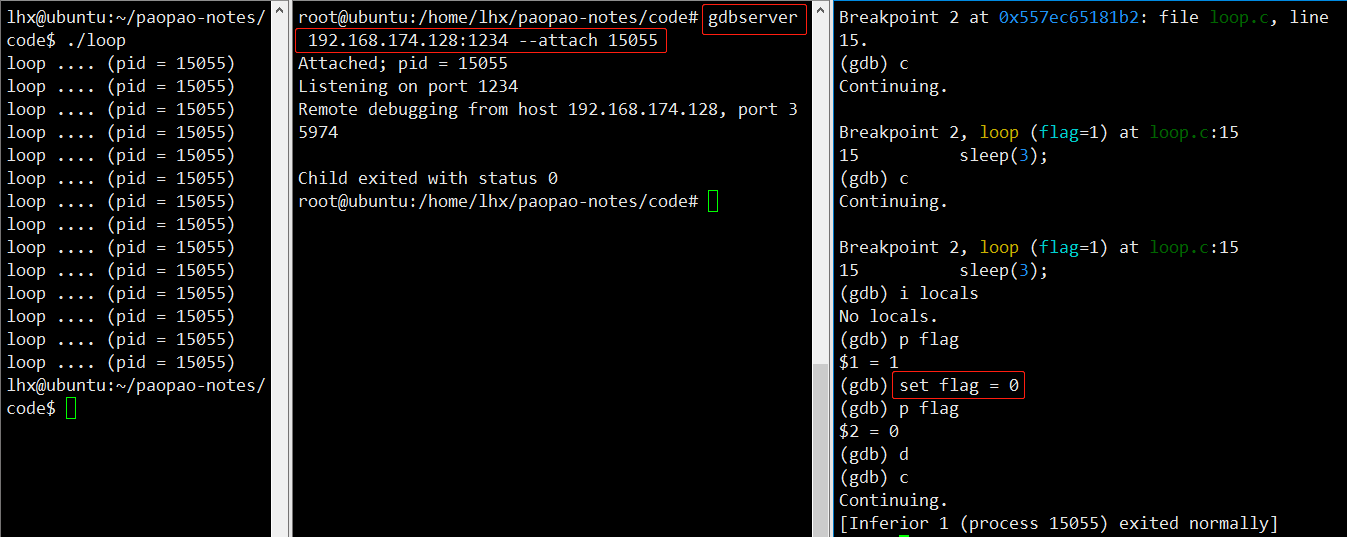 lhx@ubuntu:~/paopao-notes/
code$ ./loop
loop .... (pid = 15055)
loop .... (pid = 15055)
loop .... (pid = 15055)
loop .... (pid = 15055)
loop .... (pid = 15055)
loop .... (pid = 15055)
loop .... (pid = 15055)
loop .... (pid = 15055)
loop .... (pid = 15055)
loop .... (pid = 15055)
loop .... (pid = 15055)
loop .... (pid = 15055)
loop .... (pid = 15055)
loop .... (pid = 15055)
lhx@ubuntu:~/paopao-notes/
code$
root@ubuntu:/home/lhx/paopao-notes/code# gdbserver
192.168.174.128:1234 --attach 15055
Attached; pid = 15055
Listening on port 1234
Remote debugging from host 192.168.174.128, port 3
5974
Child exited with status 0
root@ubuntu:/home/lhx/paopao-notes/code#
Breakpoint 2 at 0x557ec65181b2: file loop.c, line
15.
(gdb) c
Continuing.
Breakpoint 2, loop (flag=1) at loop.c:15
15 sleep(3);
(gdb) c
Continuing.
Breakpoint 2, loop (flag=1) at loop.c:15
15 sleep(3);
(gdb) i locals
No locals.
(gdb) p flag
$1 = 1
(gdb) set flag = 0
(gdb) p flag
$2 = 0
(gdb) d
(gdb) c
Continuing.
[Inferior 1 (process 15055) exited normally]